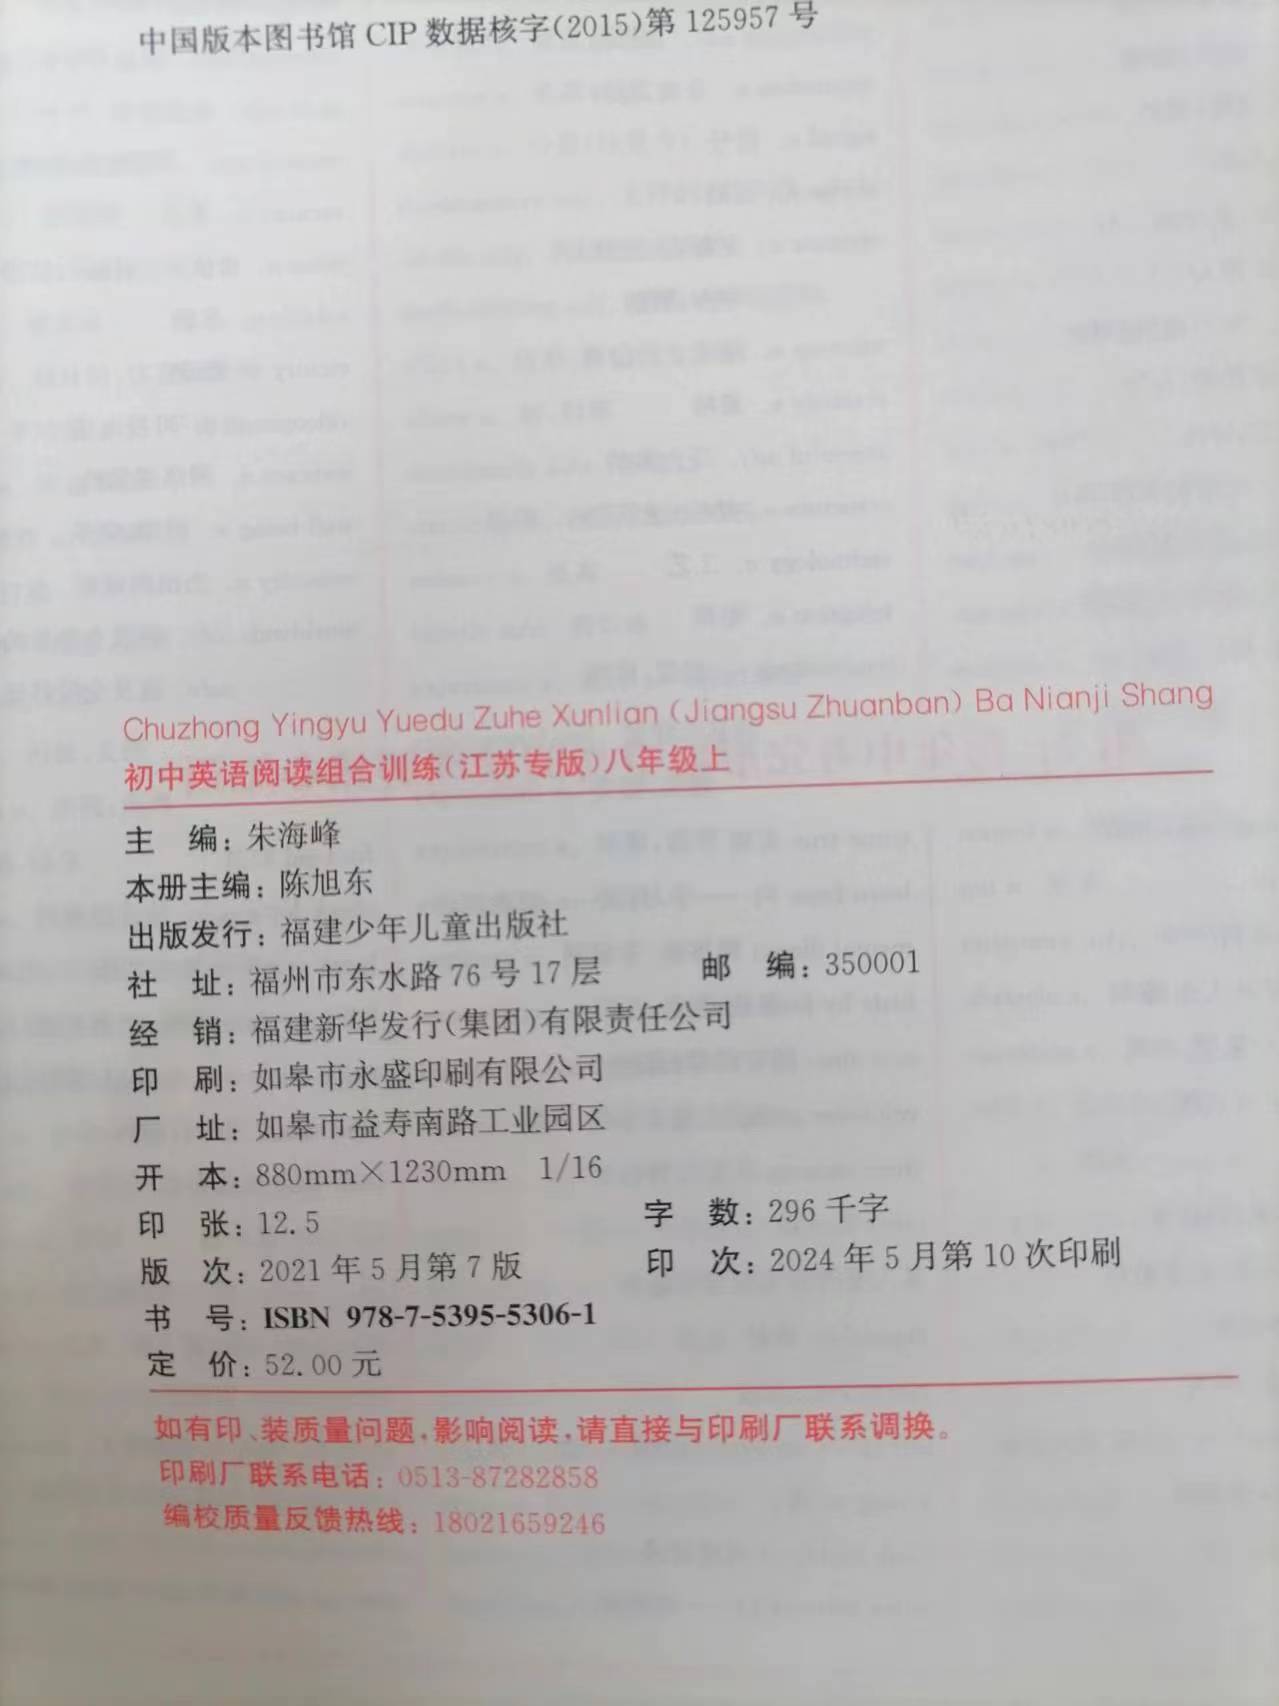 中国版本图书馆 CIP 数据核字(2015)第 125957 号
Chuzhong Yingyu Yuedu Zuhe Xunlian (Jiangsu Zhuanban) Ba Nianji Shang
初中英语阅读组合训练(江苏专版)八年级上
主 编: 朱海峰
本册主编: 陈旭东
出版发行: 福建少年儿童出版社
社 址: 福州市东水路 76 号 17 层 邮 编: 350001
经 销: 福建新华发行(集团)有限责任公司
印 刷: 如皋市永盛印刷有限公司
厂 址: 如皋市益寿南路工业园区
开 本: 880mm×1230mm 1/16
印 张: 12.5 字 数: 296 千字
版 次: 2021 年 5 月第 7 版 印 次: 2024 年 5 月第 10 次印刷
书 号: ISBN 978-7-5395-5306-1
定 价: 52.00 元
如有印、装质量问题,影响阅读,请直接与印刷厂联系调换。
印刷厂联系电话: 0513-87282858
编校质量反馈热线: 18021659246